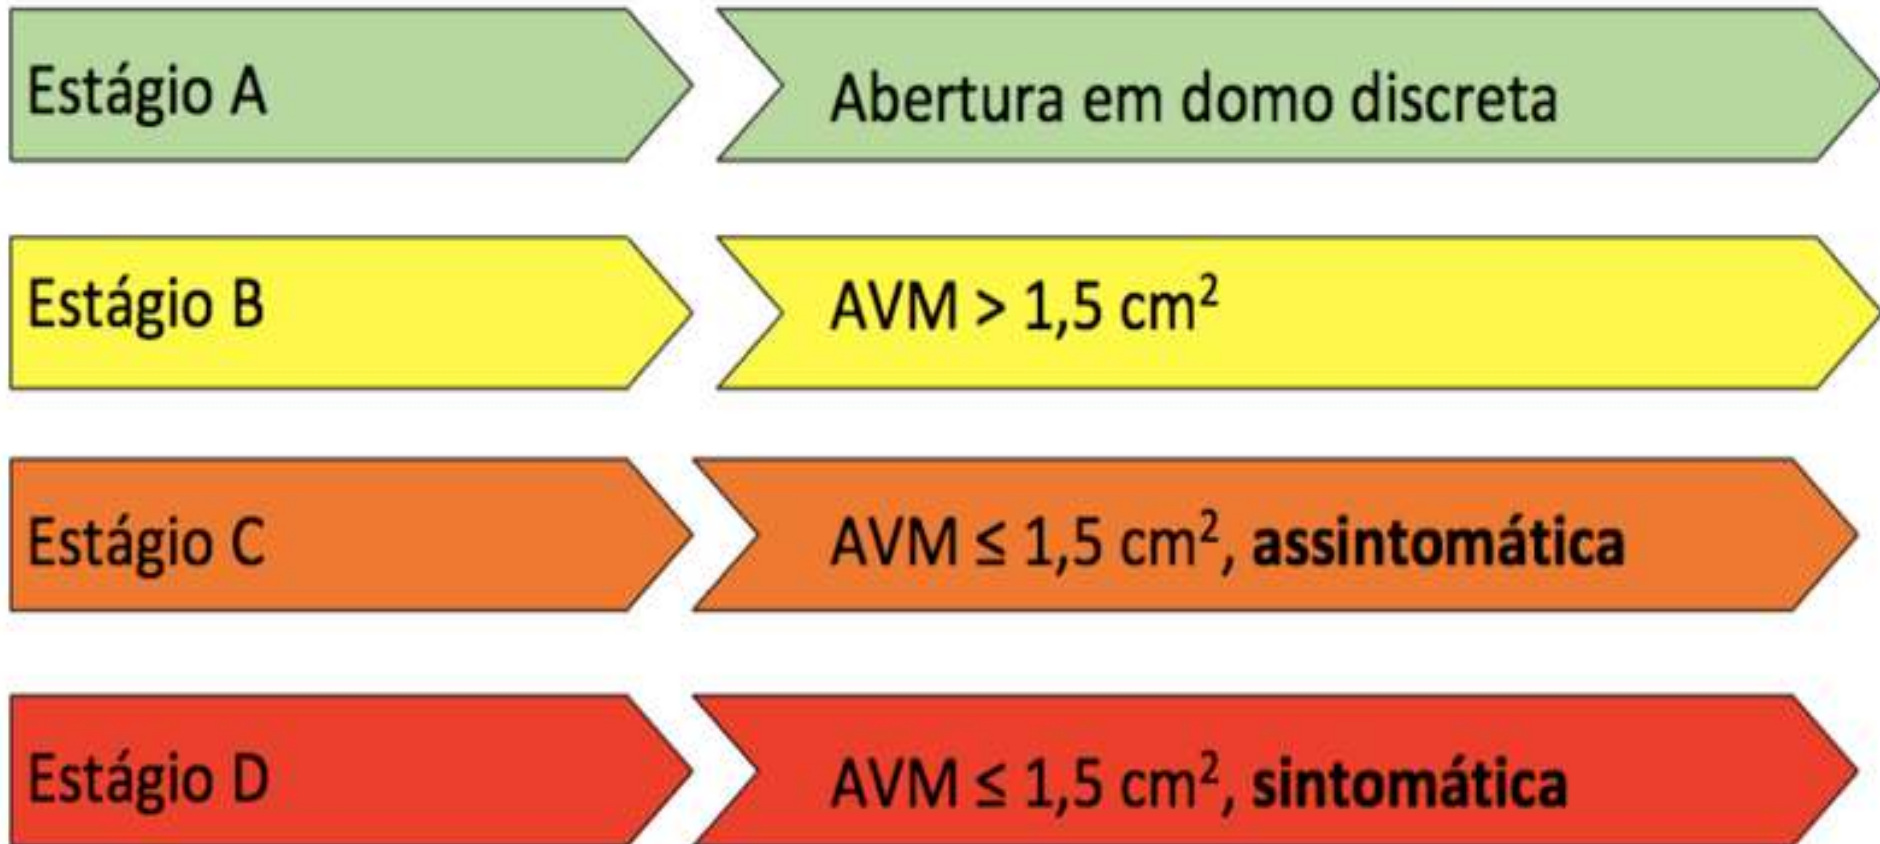 Estágio A
Abertura em domo discreta
Estágio B
AVM > 1,5 cm²
Estágio C
AVM ≤ 1,5 cm², assintomática
Estágio D
AVM ≤ 1,5 cm², sintomática